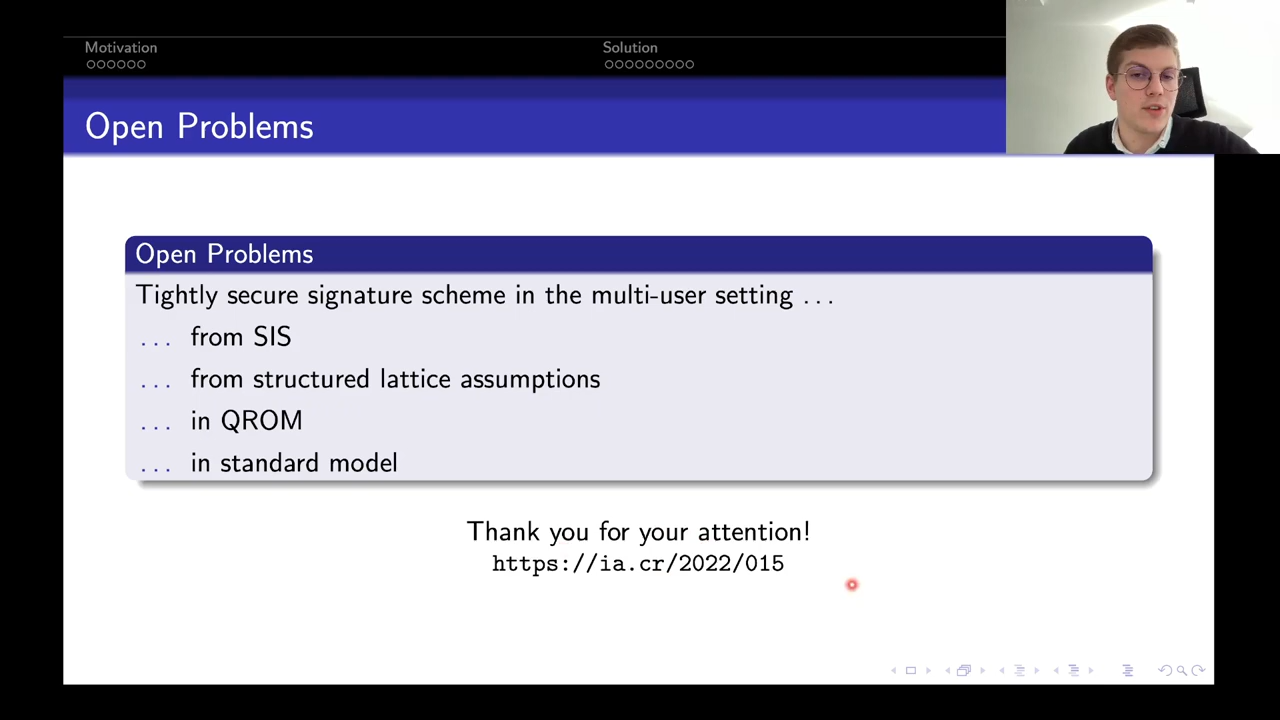 Motivation
Solution
Open Problems
Open Problems
Tightly secure signature scheme in the multi-user setting ...
... from SIS
... from structured lattice assumptions
... in QROM
... in standard model
Thank you for your attention!
https://ia.cr/2022/015